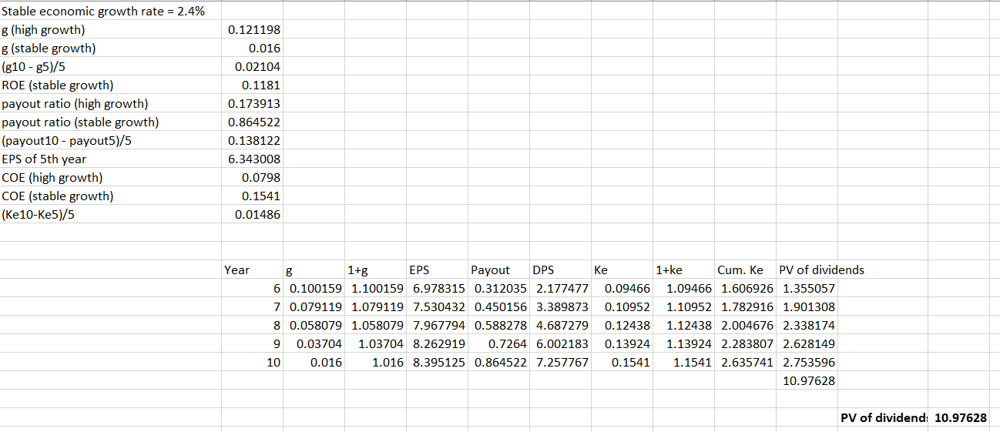 Stable economic growth rate = 2.4%
g (high growth) 0.121198
g (stable growth) 0.016
(g10 - g5)/5 0.02104
ROE (stable growth) 0.1181
payout ratio (high growth) 0.173913
payout ratio (stable growth) 0.864522
(payout10 - payout5)/5 0.138122
EPS of 5th year 6.343008
COE (high growth) 0.0798
COE (stable growth) 0.1541
(Ke10-Ke5)/5 0.01486
Year g 1+g EPS Payout DPS Ke 1+ke Cum. Ke PV of dividends
6 0.100159 1.100159 6.978315 0.312035 2.177477 0.09466 1.09466 1.606926 1.355057
7 0.079119 1.079119 7.530432 0.450156 3.389873 0.10952 1.10952 1.782916 1.901308
8 0.058079 1.058079 7.967794 0.588278 4.687279 0.12438 1.12438 2.004676 2.338174
9 0.03704 1.03704 8.262919 0.7264 6.002183 0.13924 1.13924 2.283807 2.628149
10 0.016 1.016 8.395125 0.864522 7.257767 0.1541 1.1541 2.635741 2.753596
10.97628
PV of dividend 10.97628